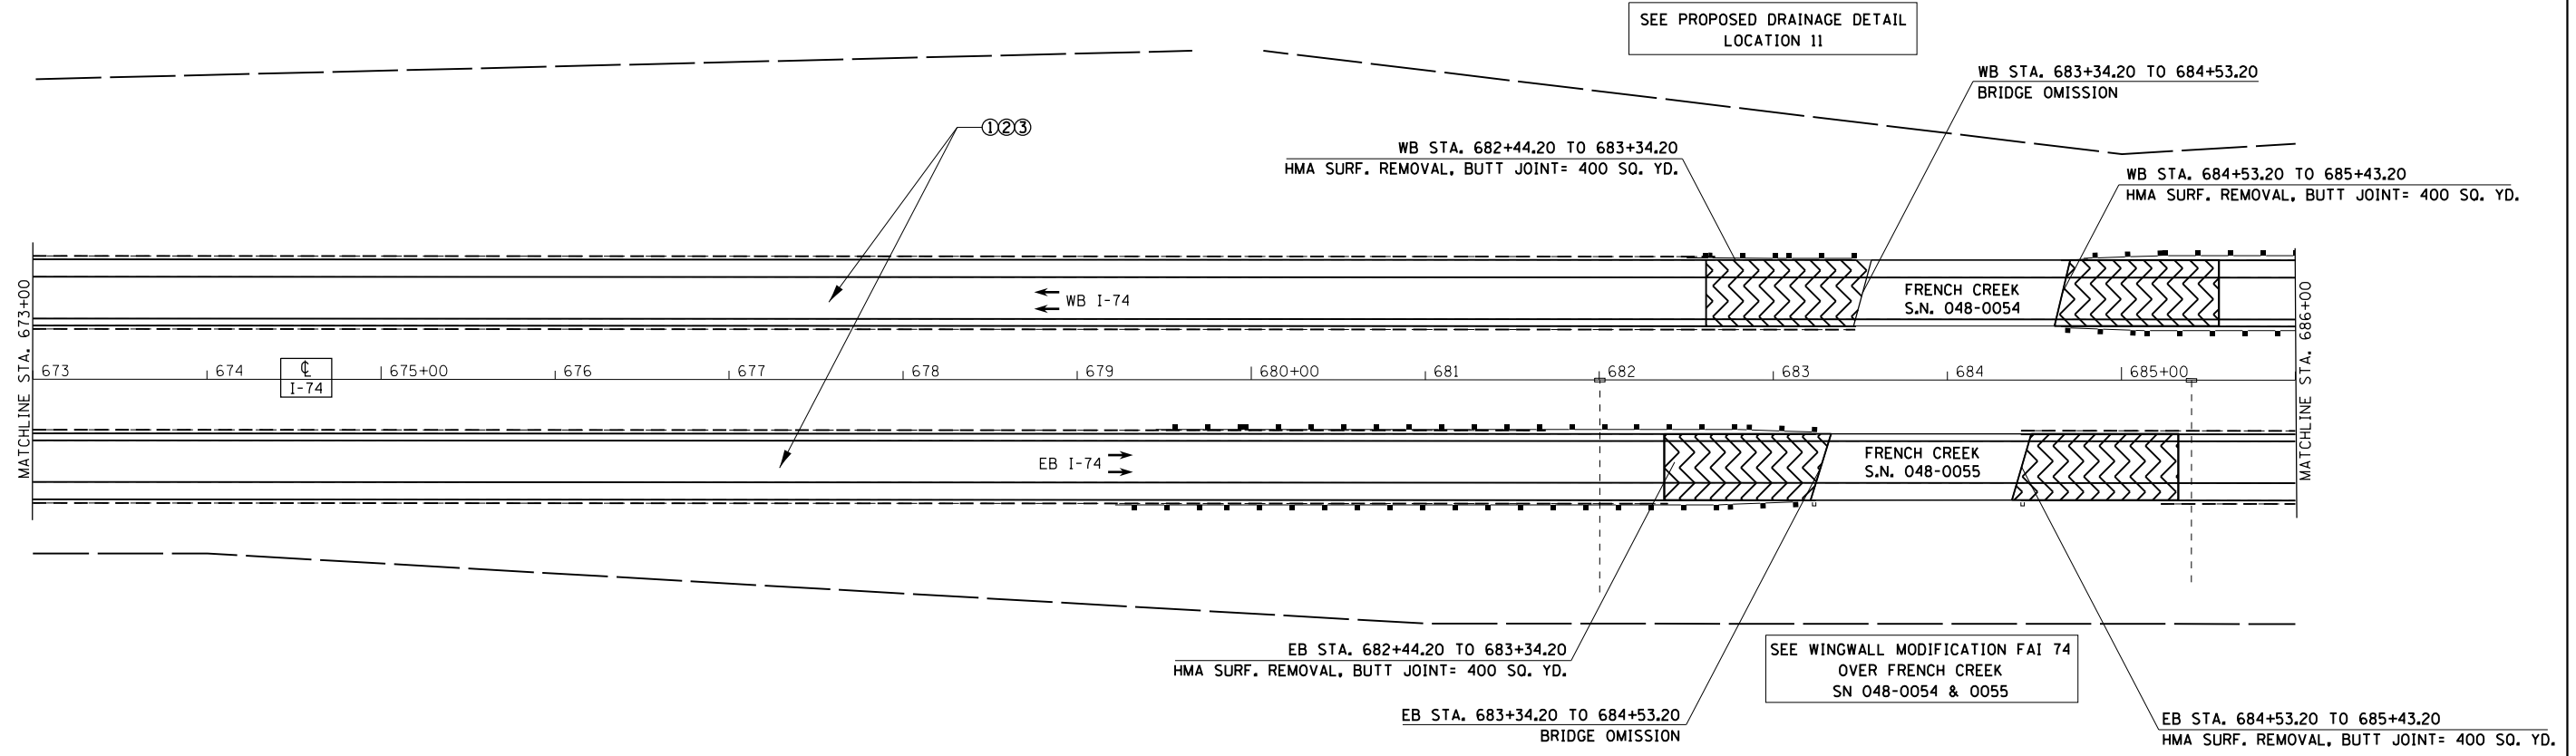 SEE PROPOSED DRAINAGE DETAIL
LOCATION 11
WB STA. 683+34.20 TO 684+53.20
BRIDGE OMISSION
①②③
WB STA. 682+44.20 TO 683+34.20
HMA SURF. REMOVAL, BUTT JOINT= 400 SQ. YD.
WB STA. 684+53.20 TO 685+43.20
HMA SURF. REMOVAL, BUTT JOINT= 400 SQ. YD.
MATCHLINE STA. 673+00
WB I-74
FRENCH CREEK
S.N. 048-0054
MATCHLINE STA. 686+00
673
674
℄
I-74
675+00
676
677
678
679
680+00
681
682
683
684
685+00
EB I-74
FRENCH CREEK
S.N. 048-0055
EB STA. 682+44.20 TO 683+34.20
HMA SURF. REMOVAL, BUTT JOINT= 400 SQ. YD.
SEE WINGWALL MODIFICATION FAI 74
OVER FRENCH CREEK
SN 048-0054 & 0055
EB STA. 683+34.20 TO 684+53.20
BRIDGE OMISSION
EB STA. 684+53.20 TO 685+43.20
HMA SURF. REMOVAL, BUTT JOINT= 400 SQ. YD.